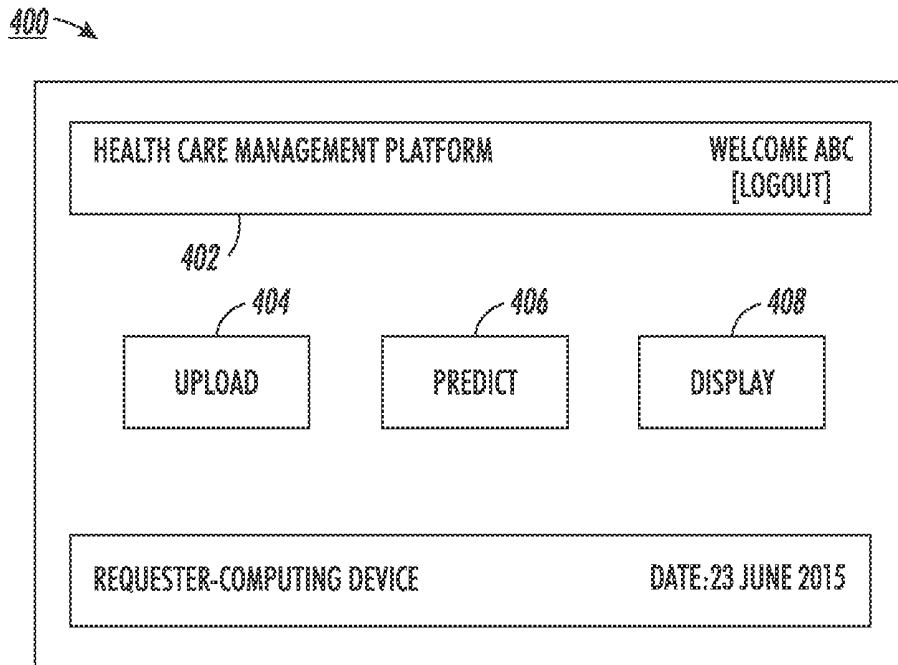 400
HEALTH CARE MANAGEMENT PLATFORM WELCOME ABC
[LOGOUT]
402
404 406 408
UPLOAD PREDICT DISPLAY
REQUESTER-COMPUTING DEVICE DATE:23 JUNE 2015